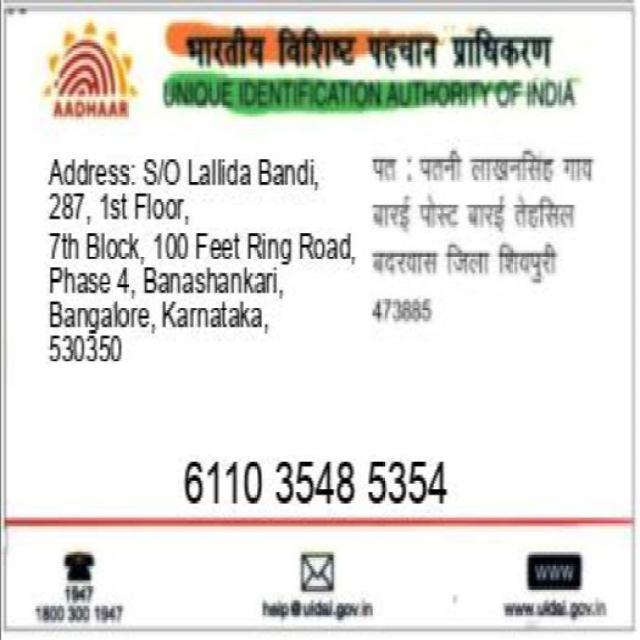 भारतीय विशिष्ट पहचान प्राधिकरण
AADHAAR
UNIQUE IDENTIFICATION AUTHORITY OF INDIA
Address: S/O Lallida Bandi,
287, 1st Floor,
7th Block, 100 Feet Ring Road,
Phase 4, Banashankari,
Bangalore, Karnataka,
530350
पत : पतनी लाखनसिंह गाव
बारई पोस्ट बारई तेहसिल
बदरवास जिला शिवपुरी
473885
6110 3548 5354
1947
1800 300 1947
help@uidai.gov.in
WWW
www.uidai.gov.in